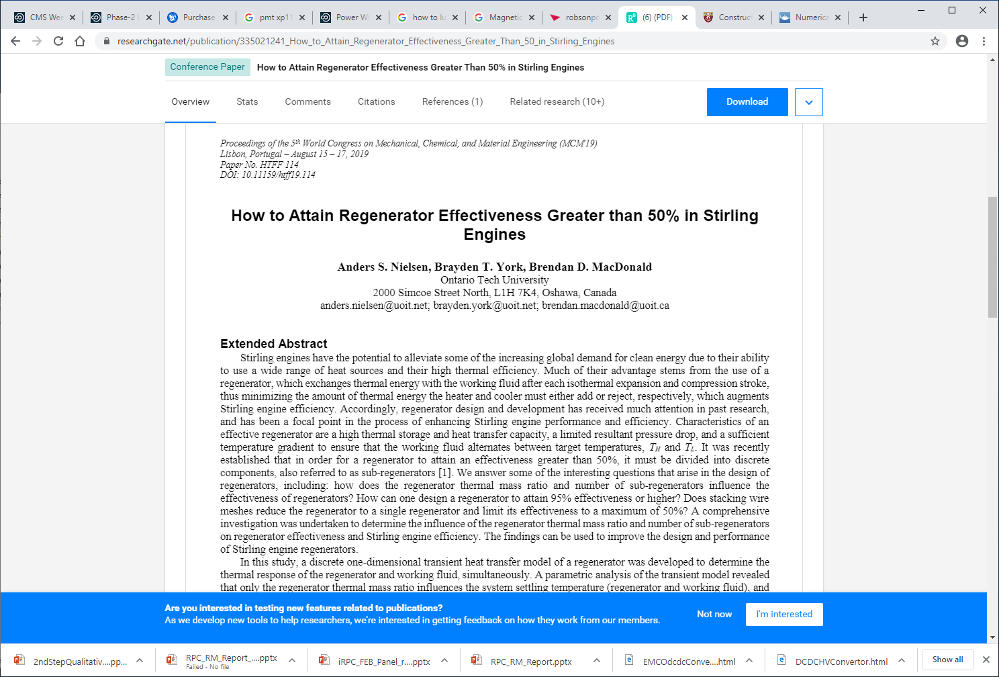 CMS Wee
Phase-2
Purchase
pmt xp11
Power W
how to lu
Magnetic
robsonpo
(6) (PDF)
Construct
Numerica
researchgate.net/publication/335021241_How_to_Attain_Regenerator_Effectiveness_Greater_Than_50_in_Stirling_Engines
Conference Paper How to Attain Regenerator Effectiveness Greater Than 50% in Stirling Engines
Overview Stats Comments Citations References (1) Related research (10+) Download
Proceedings of the 5th World Congress on Mechanical, Chemical, and Material Engineering (MCM'19)
Lisbon, Portugal – August 15 – 17, 2019
Paper No. HTFF 114
DOI: 10.11159/htff19.114
How to Attain Regenerator Effectiveness Greater than 50% in Stirling
Engines
Anders S. Nielsen, Brayden T. York, Brendan D. MacDonald
Ontario Tech University
2000 Simcoe Street North, L1H 7K4, Oshawa, Canada
anders.nielsen@uoit.net; brayden.york@uoit.net; brendan.macdonald@uoit.ca
Extended Abstract
Stirling engines have the potential to alleviate some of the increasing global demand for clean energy due to their ability
to use a wide range of heat sources and their high thermal efficiency. Much of their advantage stems from the use of a
regenerator, which exchanges thermal energy with the working fluid after each isothermal expansion and compression stroke,
thus minimizing the amount of thermal energy the heater and cooler must either add or reject, respectively, which augments
Stirling engine efficiency. Accordingly, regenerator design and development has received much attention in past research,
and has been a focal point in the process of enhancing Stirling engine performance and efficiency. Characteristics of an
effective regenerator are a high thermal storage and heat transfer capacity, a limited resultant pressure drop, and a sufficient
temperature gradient to ensure that the working fluid alternates between target temperatures, TH and TL. It was recently
established that in order for a regenerator to attain an effectiveness greater than 50%, it must be divided into discrete
components, also referred to as sub-regenerators [1]. We answer some of the interesting questions that arise in the design of
regenerators, including: how does the regenerator thermal mass ratio and number of sub-regenerators influence the
effectiveness of regenerators? How can one design a regenerator to attain 95% effectiveness or higher? Does stacking wire
meshes reduce the regenerator to a single regenerator and limit its effectiveness to a maximum of 50%? A comprehensive
investigation was undertaken to determine the influence of the regenerator thermal mass ratio and number of sub-regenerators
on regenerator effectiveness and Stirling engine efficiency. The findings can be used to improve the design and performance
of Stirling engine regenerators.
In this study, a discrete one-dimensional transient heat transfer model of a regenerator was developed to determine the
thermal response of the regenerator and working fluid, simultaneously. A parametric analysis of the transient model revealed
that only the regenerator thermal mass ratio influences the system settling temperature (regenerator and working fluid), and
Are you interested in testing new features related to publications?
As we develop new tools to help researchers, we're interested in getting feedback on how they work from our members.
Not now I'm interested
2ndStepQualitativ....pp...
RPC_RM_Report_....pptx
Failed - No file
iRPC_FEB_Panel_r....pptx
RPC_RM_Report.pptx
EMCOdcdcConve....html
DCDCHVConvertor.html
Show all